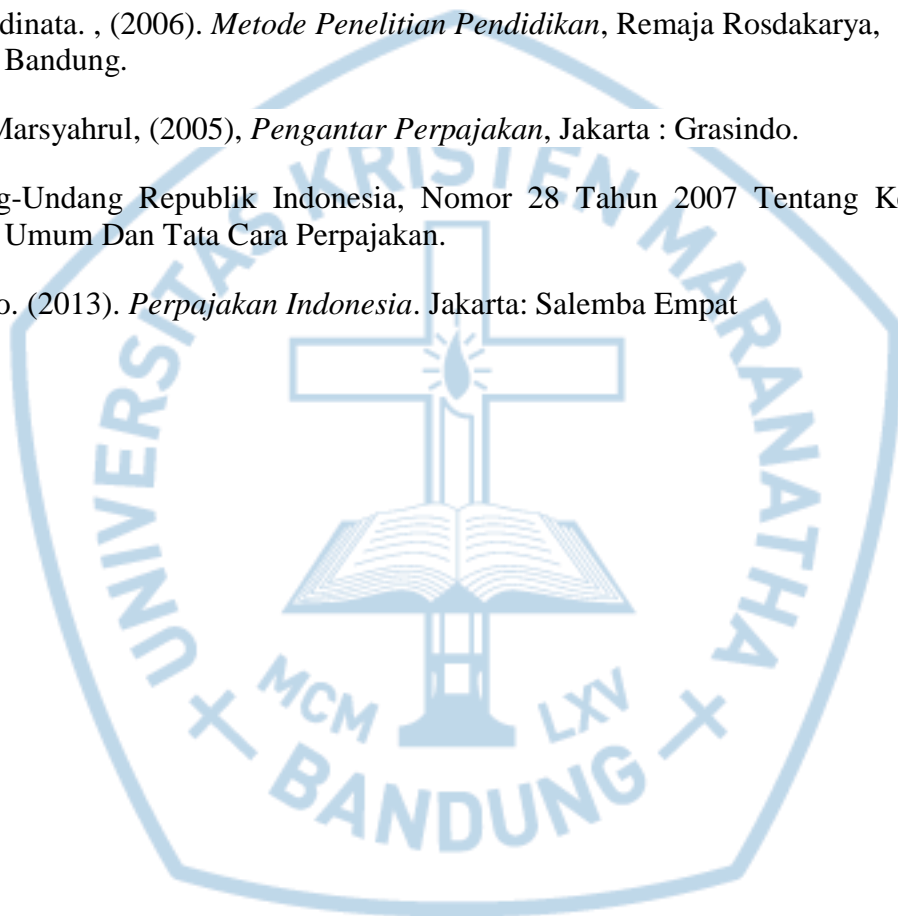 dinata. , (2006). Metode Penelitian Pendidikan, Remaja Rosdakarya,
Bandung.
Marsyahrul, (2005), Pengantar Perpajakan, Jakarta : Grasindo.
g-Undang Republik Indonesia, Nomor 28 Tahun 2007 Tentang Ke
Umum Dan Tata Cara Perpajakan.
o. (2013). Perpajakan Indonesia. Jakarta: Salemba Empat
UNIVERSITAS KRISTEN MARANATHA
MCM LXV
BANDUNG